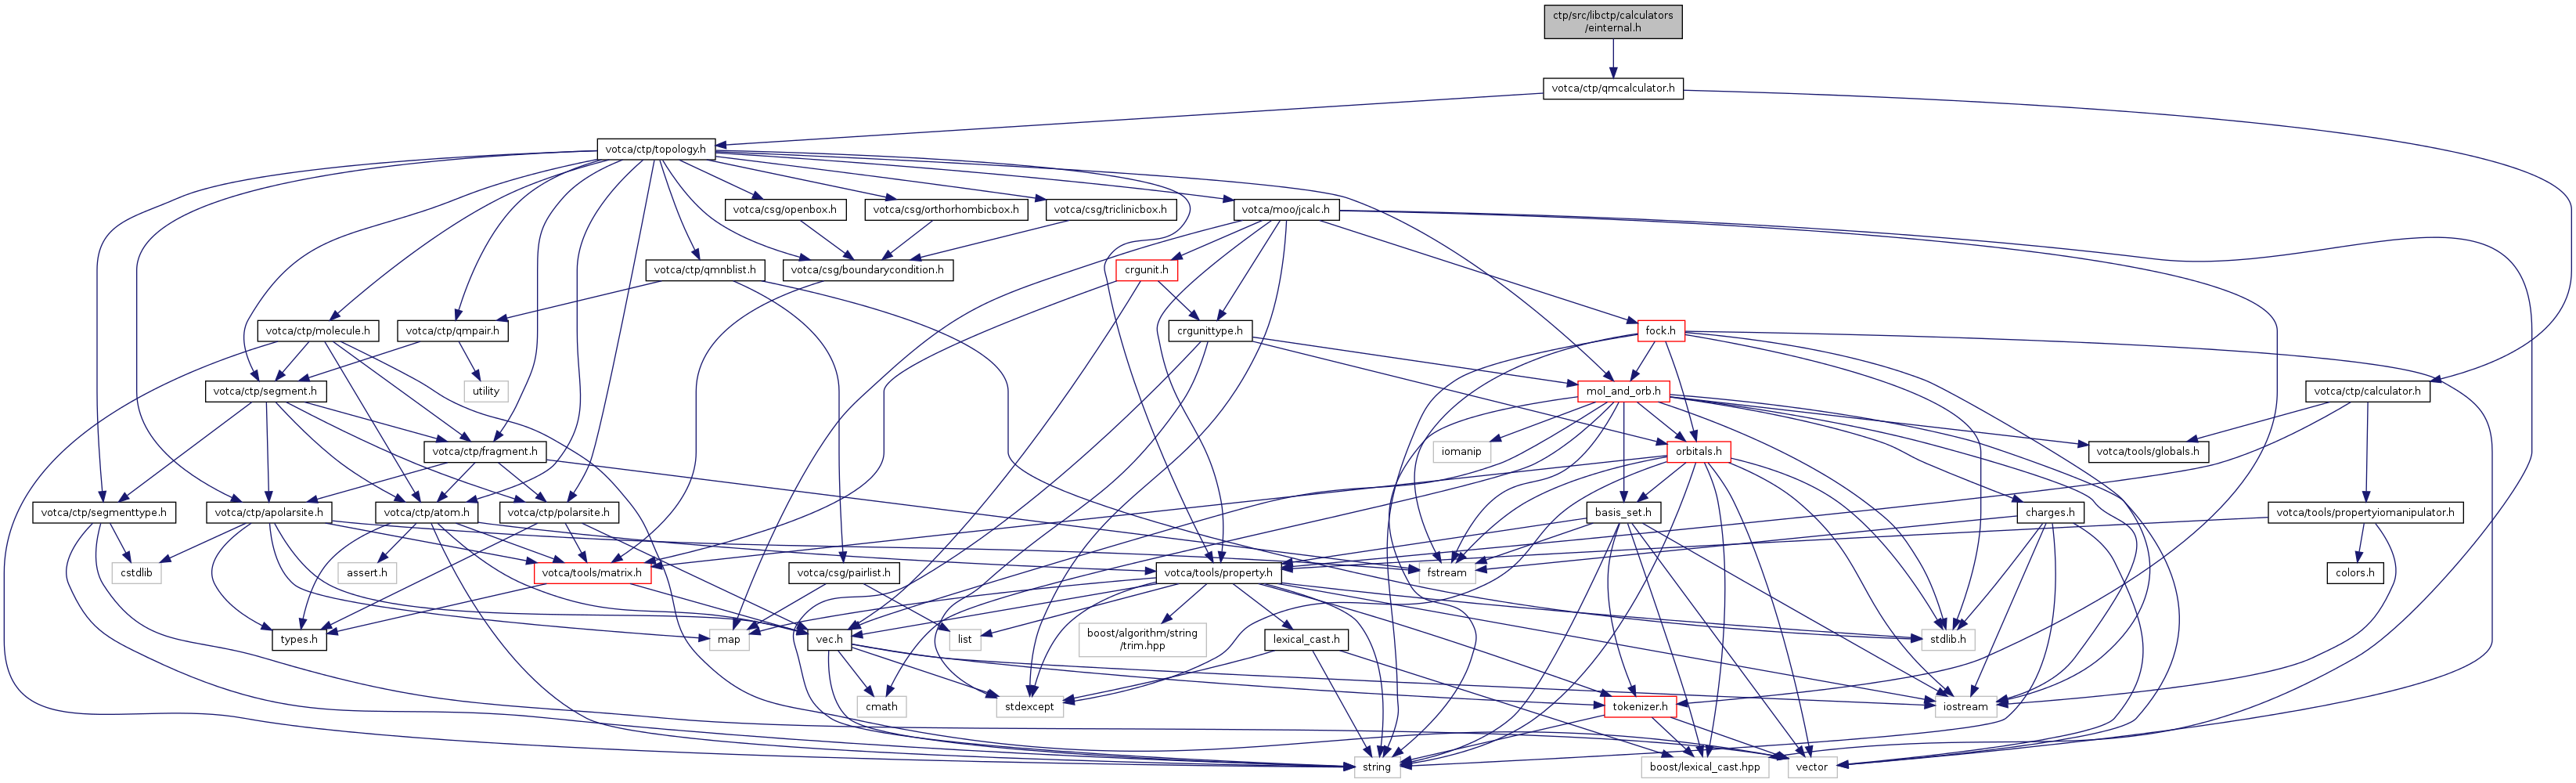 ctp/src/libctp/calculators
/einternal.h
votca/ctp/qmcalculator.h
votca/ctp/topology.h
votca/csg/openbox.h
votca/csg/orthorhombicbox.h
votca/csg/triclinicbox.h
votca/moo/jcalc.h
votca/ctp/qmnblist.h
votca/csg/boundarycondition.h
crgunit.h
votca/ctp/molecule.h
votca/ctp/qmpair.h
crgunittype.h
fock.h
votca/ctp/segment.h
utility
mol_and_orb.h
votca/ctp/calculator.h
votca/ctp/fragment.h
iomanip
orbitals.h
votca/tools/globals.h
votca/ctp/segmenttype.h
votca/ctp/apolarsite.h
votca/ctp/atom.h
votca/ctp/polarsite.h
basis_set.h
charges.h
votca/tools/propertyiomanipulator.h
cstdlib
assert.h
votca/tools/matrix.h
votca/csg/pairlist.h
votca/tools/property.h
fstream
colors.h
types.h
map
vec.h
list
boost/algorithm/string
/trim.hpp
lexical_cast.h
stdlib.h
cmath
stdexcept
tokenizer.h
iostream
string
boost/lexical_cast.hpp
vector